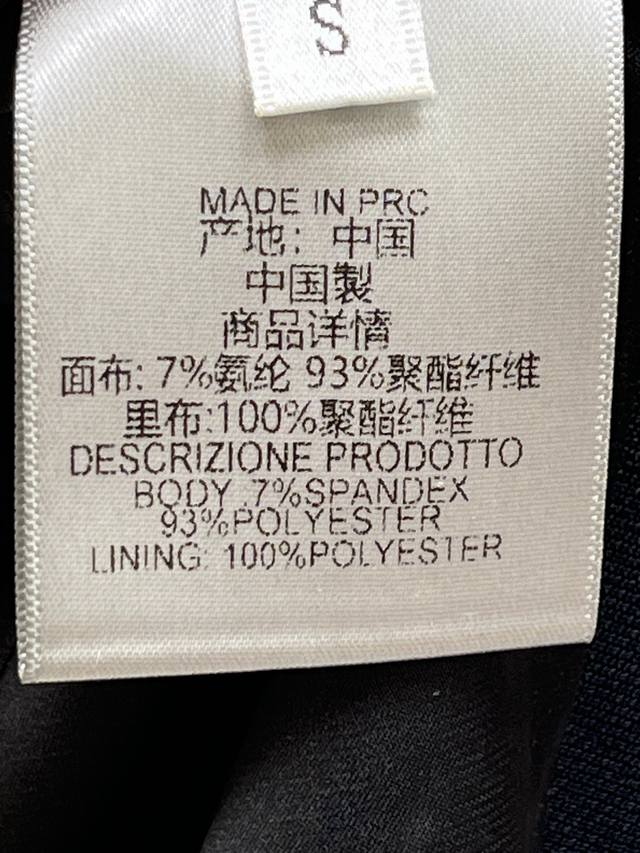 S
MADE IN PRC
产地：中国
中国製
商品详情
面布: 7%氨纶 93%聚酯纤维
里布:100%聚酯纤维
DESCRIZIONE PRODOTTO
BODY .7%SPANDEX
93%POLYESTER
LINING: 100%POLYESTER